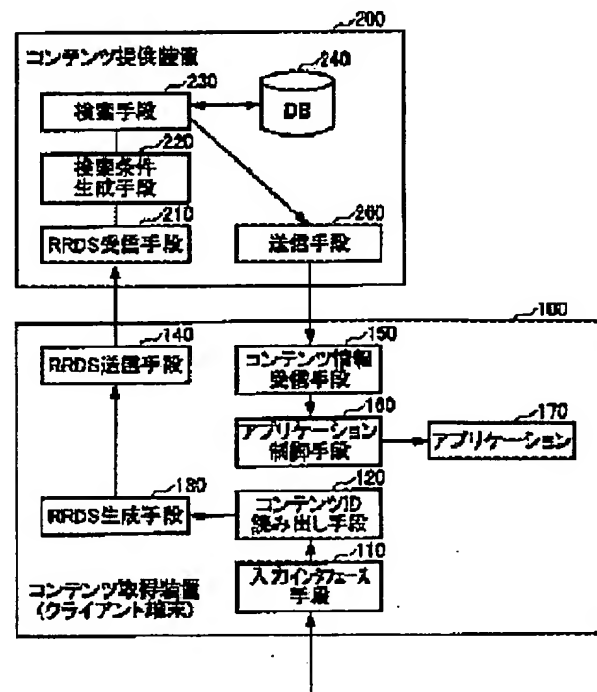 200
コンテンツ提供装置
230
検索手段
240
DB
220
検索条件
生成手段
210
RRDS受信手段
260
送信手段
100
140
RRDS送信手段
150
コンテンツ情報
受信手段
160
アプリケーション
制御手段
170
アプリケーション
180
RRDS生成手段
120
コンテンツID
読み出し手段
110
入力インタフェース
手段
コンテンツ取得装置
(クライアント端末)